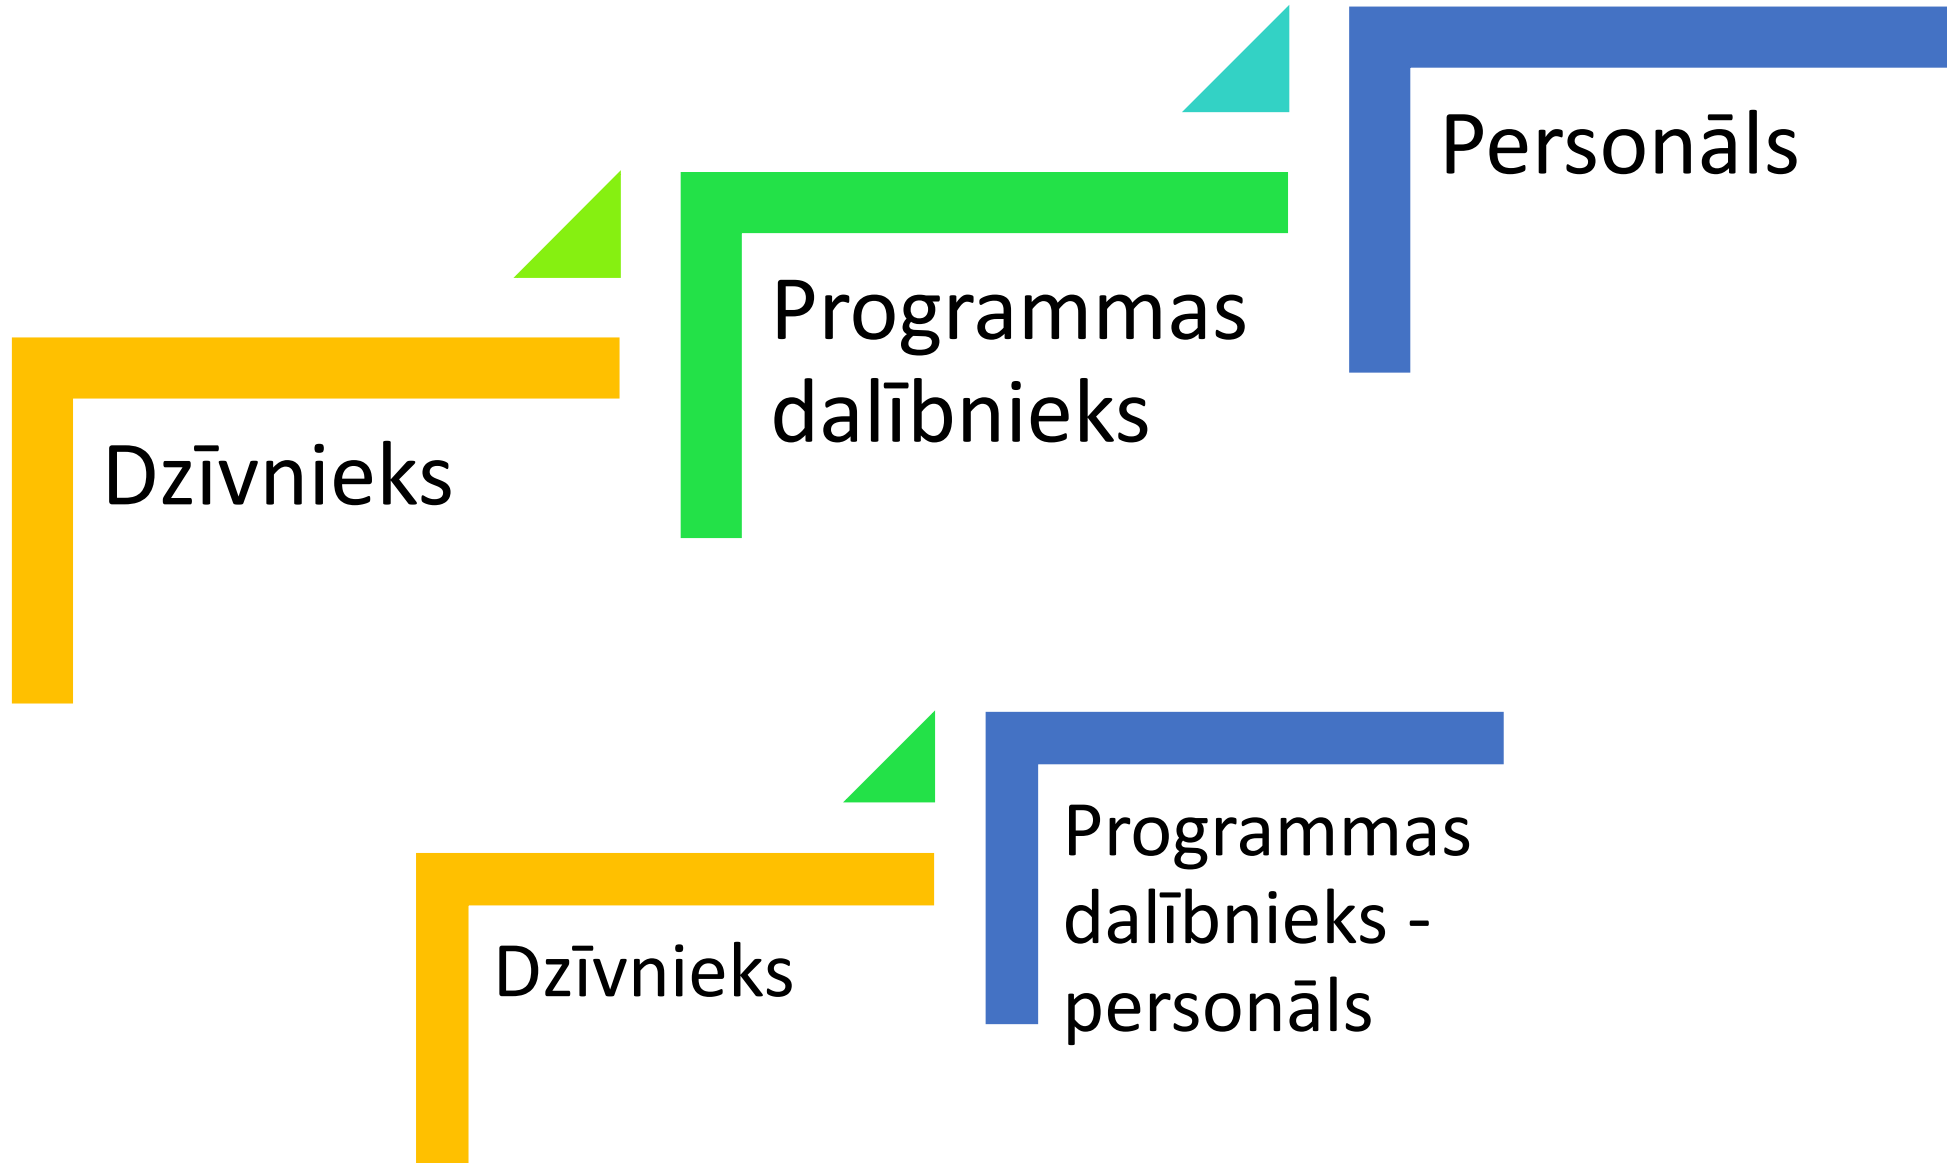 Dzīvnieks
Programmas
dalībnieks
Personāls
Dzīvnieks
Programmas
dalībnieks -
personāls